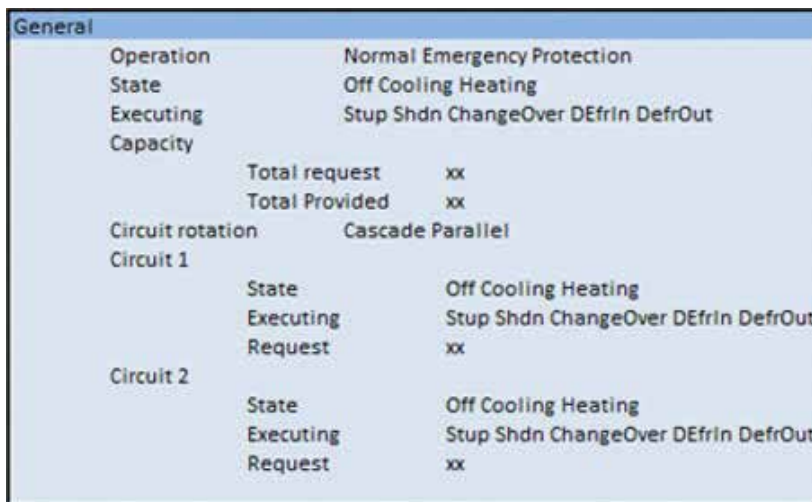 General
Operation Normal Emergency Protection
State Off Cooling Heating
Executing Stup Shdn ChangeOver DEfrIn DefrOut
Capacity
Total request xx
Total Provided xx
Circuit rotation Cascade Parallel
Circuit 1
State Off Cooling Heating
Executing Stup Shdn ChangeOver DEfrIn DefrOut
Request xx
Circuit 2
State Off Cooling Heating
Executing Stup Shdn ChangeOver DEfrIn DefrOut
Request xx